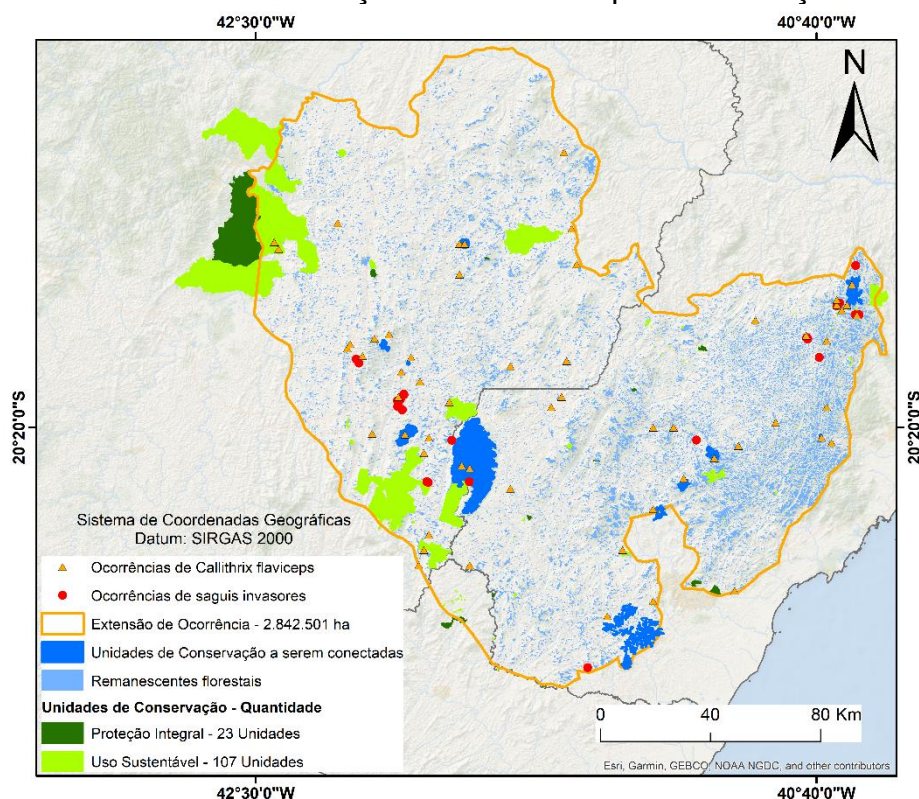 42°30'0"W
40°40'0"W
N
20°20'0"S
20°20'0"S
Sistema de Coordenadas Geográficas
Datum: SIRGAS 2000
Ocorrências de Callithrix flaviceps
Ocorrências de saguis invasores
Extensão de Ocorrência - 2.842.501 ha
Unidades de Conservação a serem conectadas
Remanescentes florestais
Unidades de Conservação - Quantidade
Proteção Integral - 23 Unidades
Uso Sustentável - 107 Unidades
0 40 80 Km
Esri, Garmin, GEBCO, NOAA NGDC, and other contributors
42°30'0"W
40°40'0"W